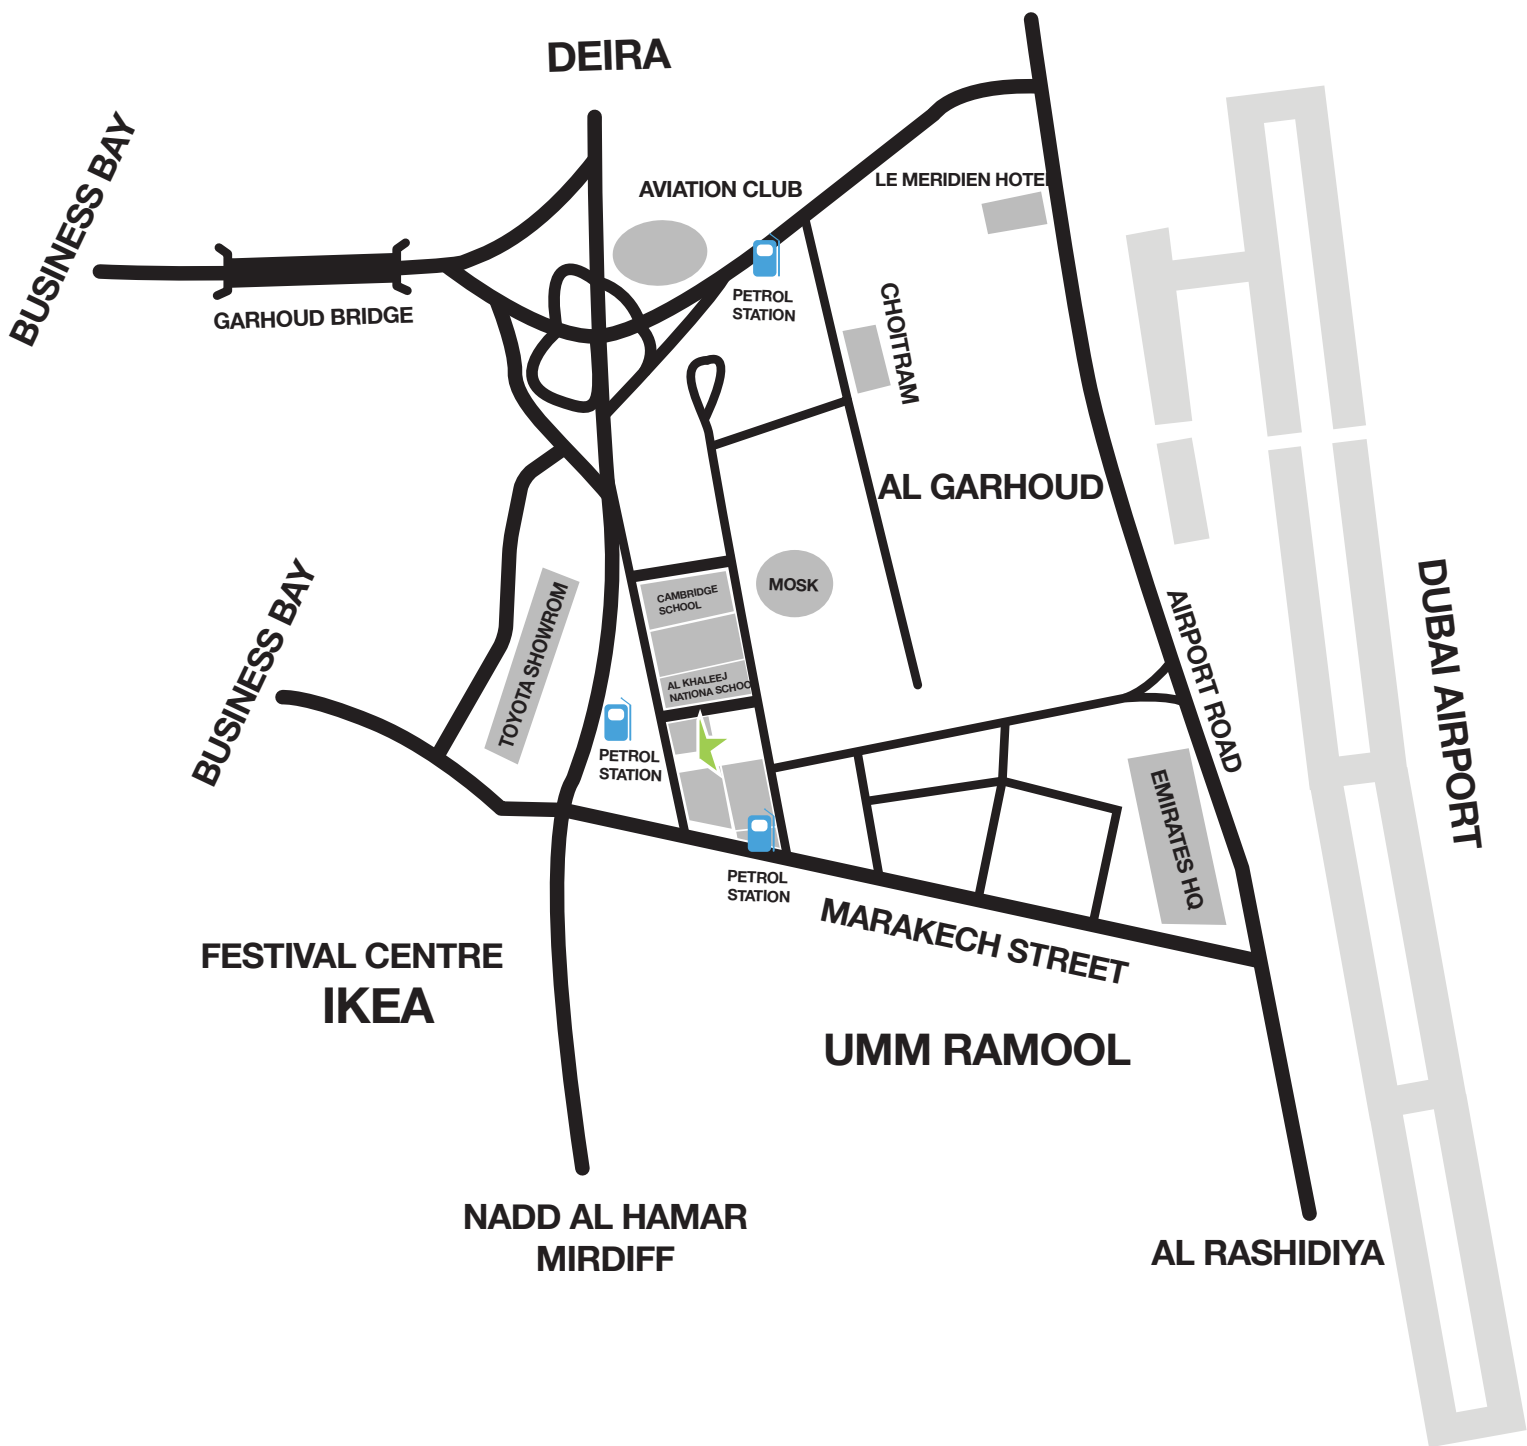 DEIRA
BUSINESS BAY
AVIATION CLUB
LE MERIDIEN HOTEL
GARHOUD BRIDGE
PETROL
STATION
CHOITRAM
AL GARHOUD
MOSK
CAMBRIDGE
SCHOOL
AL KHALEEJ
NATIONA SCHOO
BUSINESS BAY
TOYOTA SHOWROM
PETROL
STATION
AIRPORT ROAD
DUBAI AIRPORT
EMIRATES HQ
PETROL
STATION
MARAKECH STREET
FESTIVAL CENTRE
IKEA
UMM RAMOOL
NADD AL HAMAR
MIRDIFF
AL RASHIDIYA